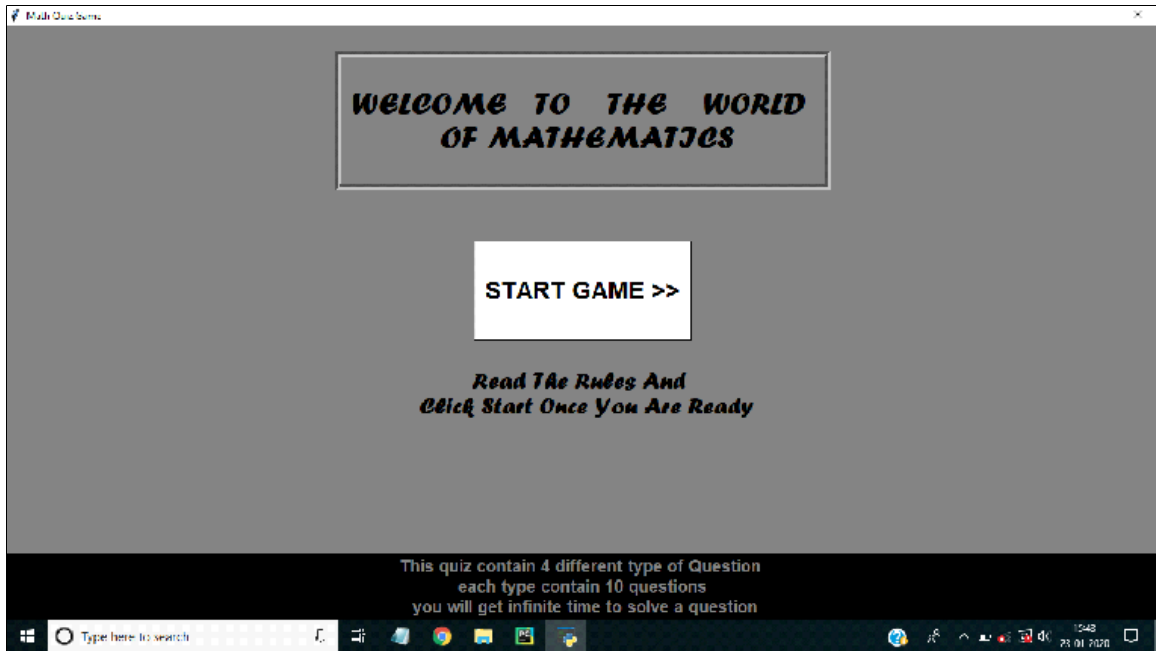 Math Quiz Game
WELCOME TO THE WORLD
OF MATHEMATICS
START GAME >>
Read The Rules And
Click Start Once You Are Ready
This quiz contain 4 different type of Question
each type contain 10 questions
you will get infinite time to solve a question
Type here to search
15:43
23-01-2020